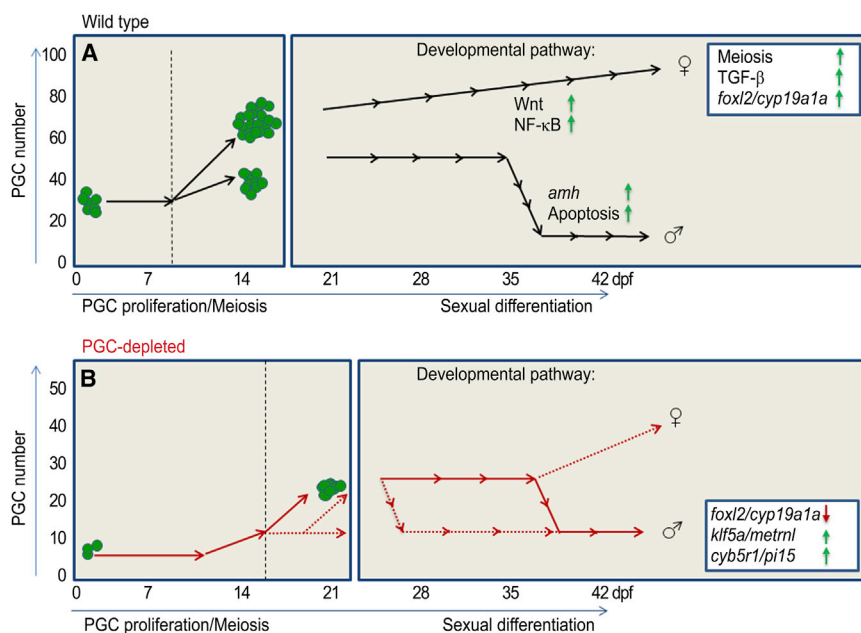 Wild type
A
Developmental pathway:
PGC number
100
80
60
40
20
0
♀
Wnt ↑
NF-κB ↑
Meiosis ↑
TGF-β ↑
foxl2/cyp19a1a ↑
amh ↑
Apoptosis ↑
♂
0 7 14 21 28 35 42 dpf
PGC proliferation/Meiosis Sexual differentiation
PGC-depleted
B
Developmental pathway:
PGC number
50
40
30
20
10
0
♀
♂
foxl2/cyp19a1a ↓
klf5a/metrnl ↑
cyb5r1/pi15 ↑
0 7 14 21 28 35 42 dpf
PGC proliferation/Meiosis Sexual differentiation